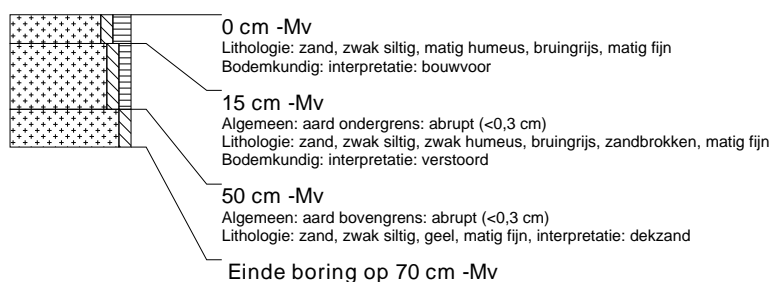 0 cm -Mv
Lithologie: zand, zwak siltig, matig humeus, bruingrijs, matig fijn
Bodemkundig: interpretatie: bouwvoor
15 cm -Mv
Algemeen: aard ondergrens: abrupt (<0,3 cm)
Lithologie: zand, zwak siltig, zwak humeus, bruingrijs, zandbrokken, matig fijn
Bodemkundig: interpretatie: verstoord
50 cm -Mv
Algemeen: aard bovengrens: abrupt (<0,3 cm)
Lithologie: zand, zwak siltig, geel, matig fijn, interpretatie: dekzand
Einde boring op 70 cm -Mv